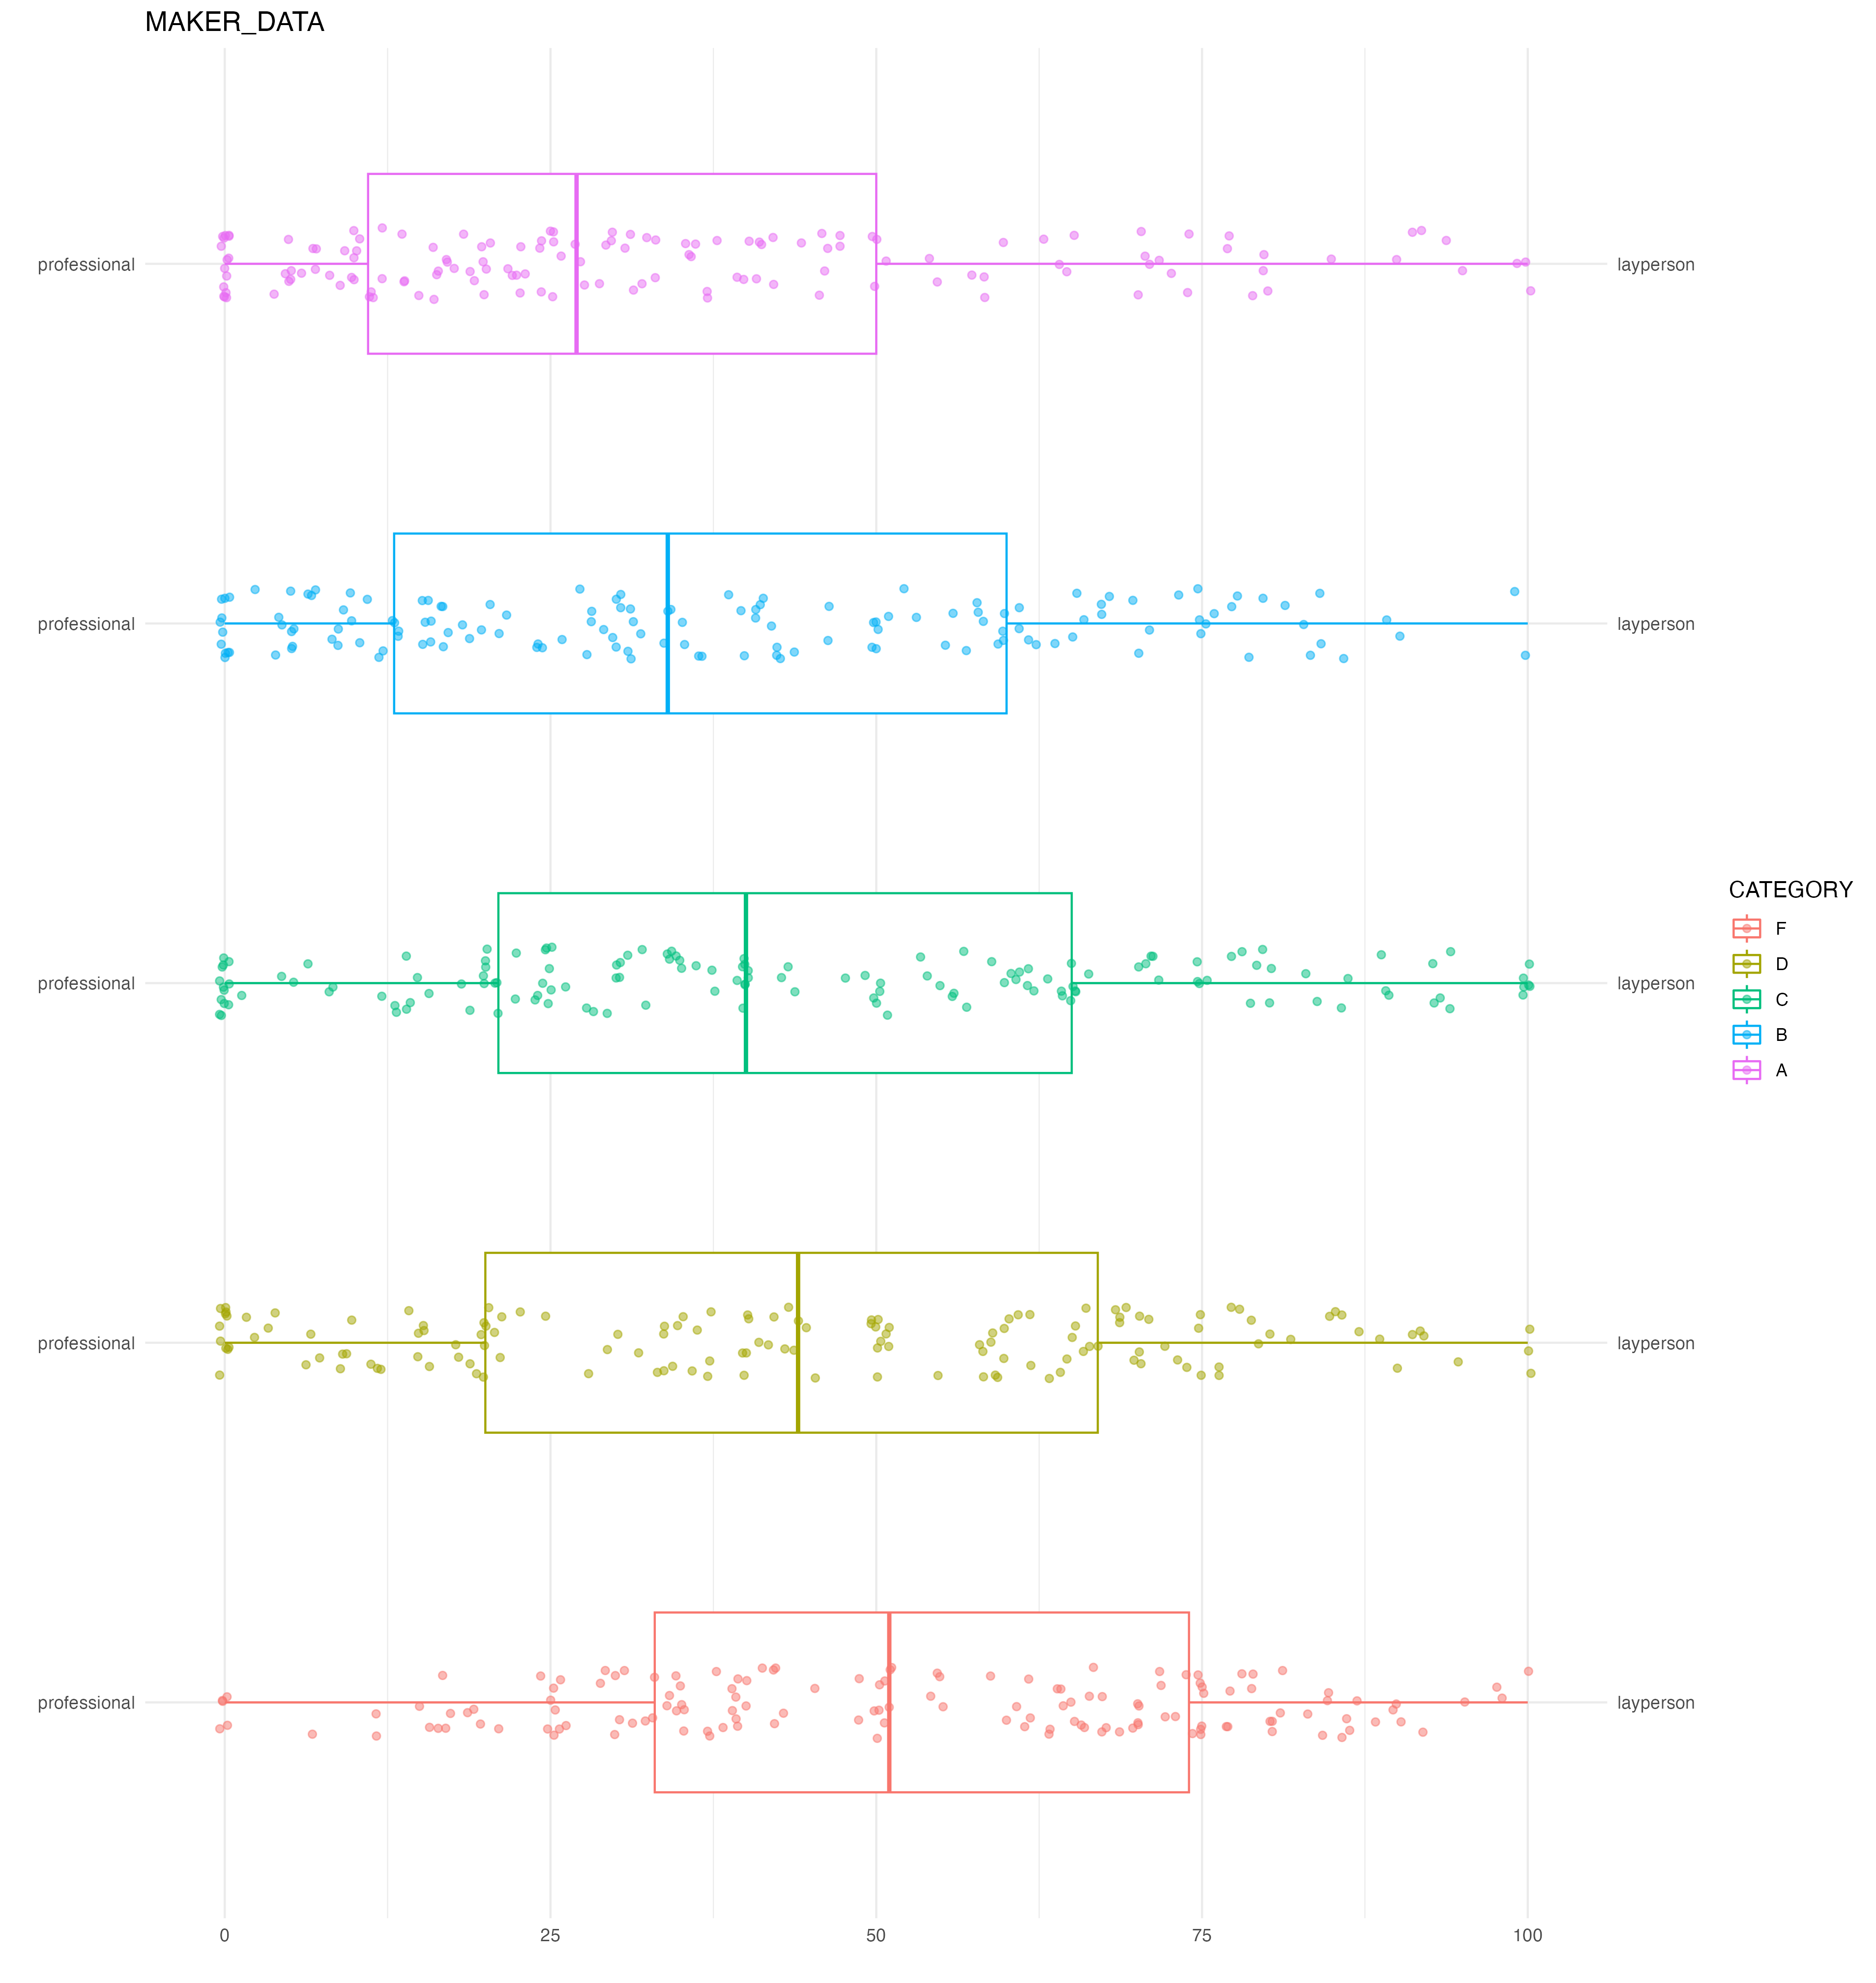 MAKER_DATA
professional layperson
professional layperson
professional layperson
professional layperson
professional layperson
0 25 50 75 100
CATEGORY
F
D
C
B
A